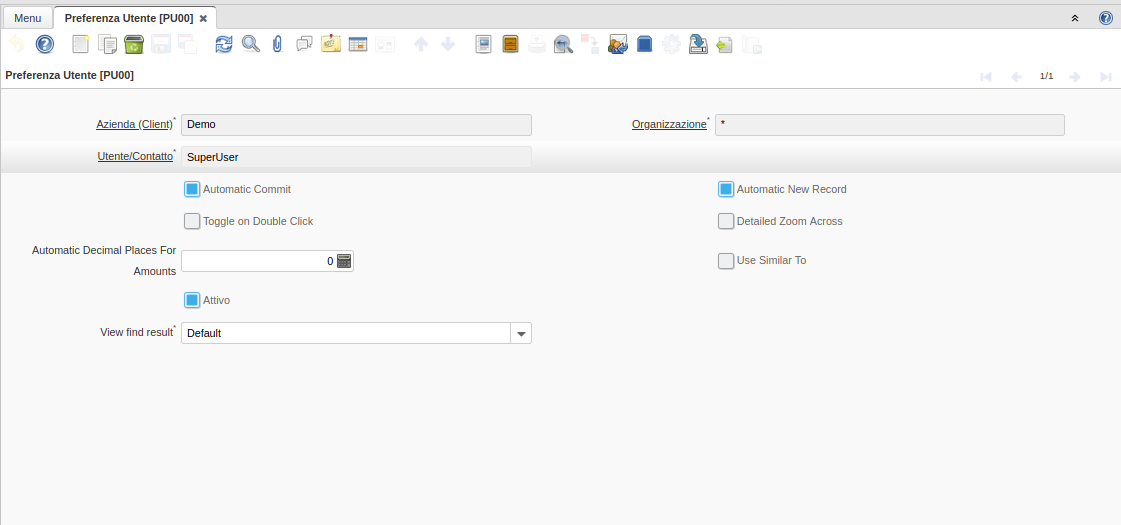 Menu
Preferenza Utente [PU00]
Preferenza Utente [PU00]
1/1
Azienda (Client)* Demo
Organizzazione* *
Utente/Contatto* SuperUser
Automatic Commit
Automatic New Record
Toggle on Double Click
Detailed Zoom Across
Automatic Decimal Places For
Amounts
0
Use Similar To
Attivo
View find result* Default